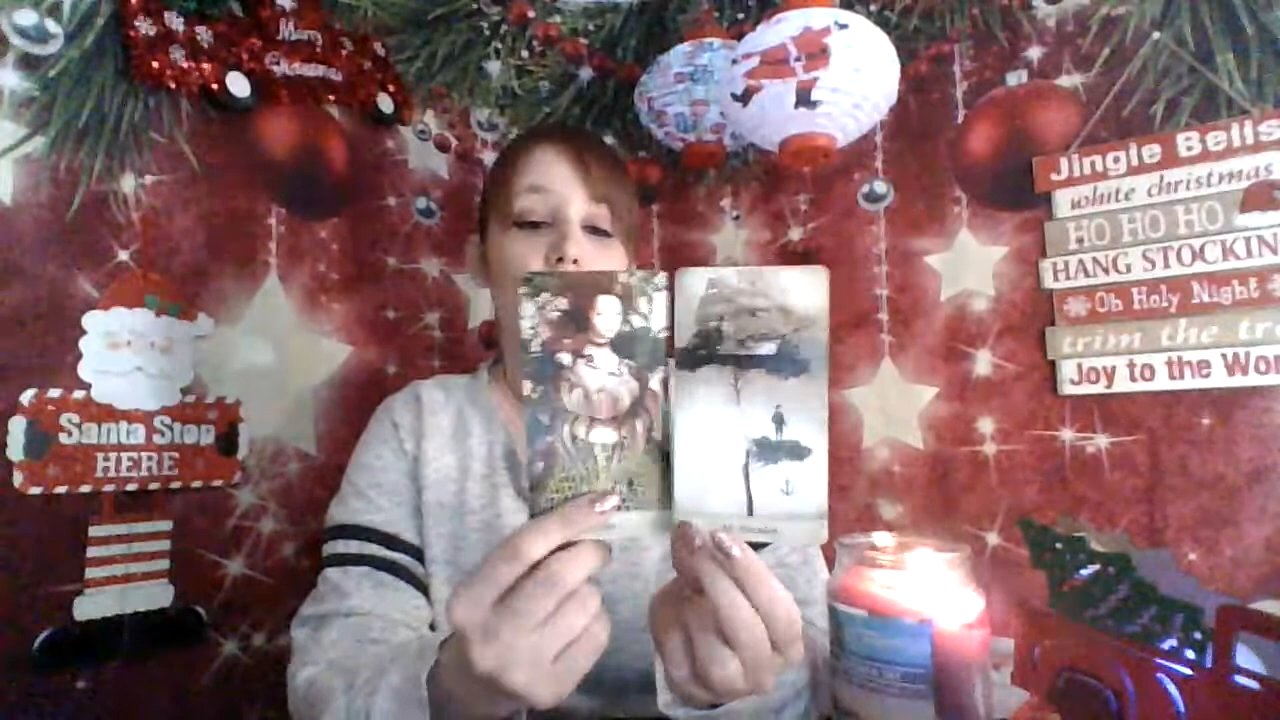 Merry
Christmas
Jingle Bells
white christmas
HO HO HO
HANG STOCKIN
Oh Holy Night
trim the tr
Joy to the Wor
Santa Stop
HERE